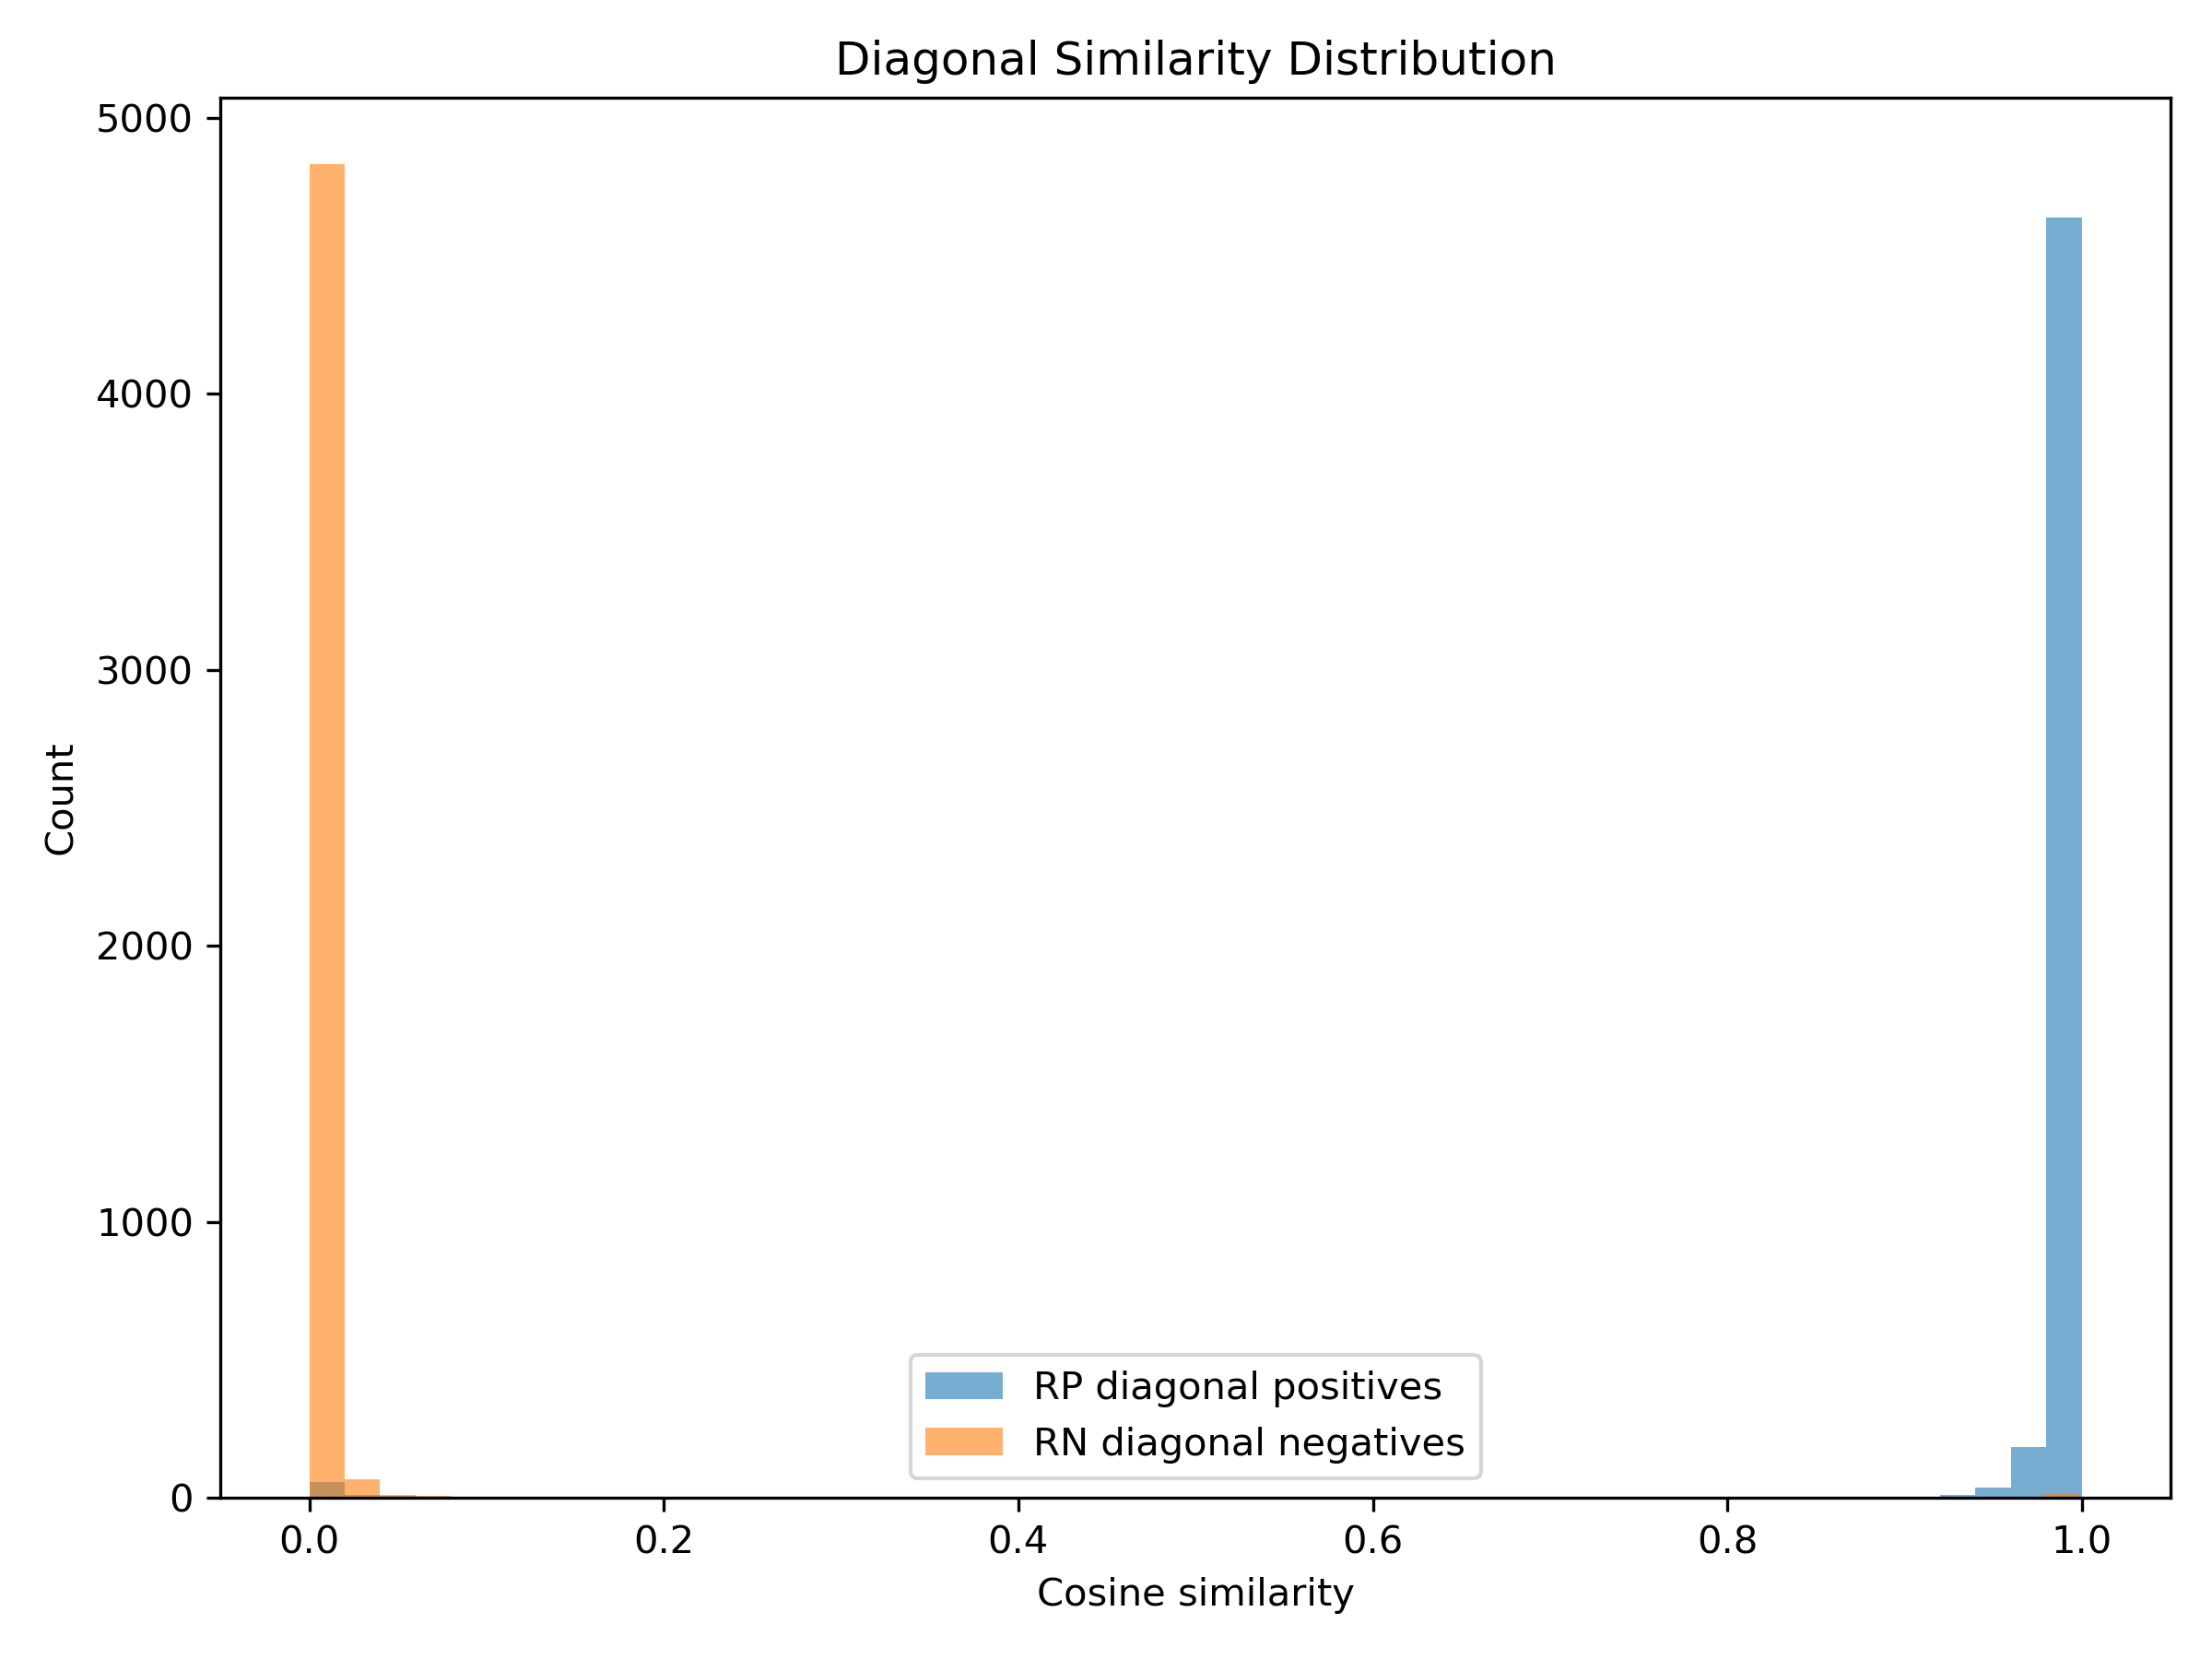 Diagonal Similarity Distribution
5000
4000
3000
2000
1000
0
Count
RP diagonal positives
RN diagonal negatives
0.0 0.2 0.4 0.6 0.8 1.0
Cosine similarity